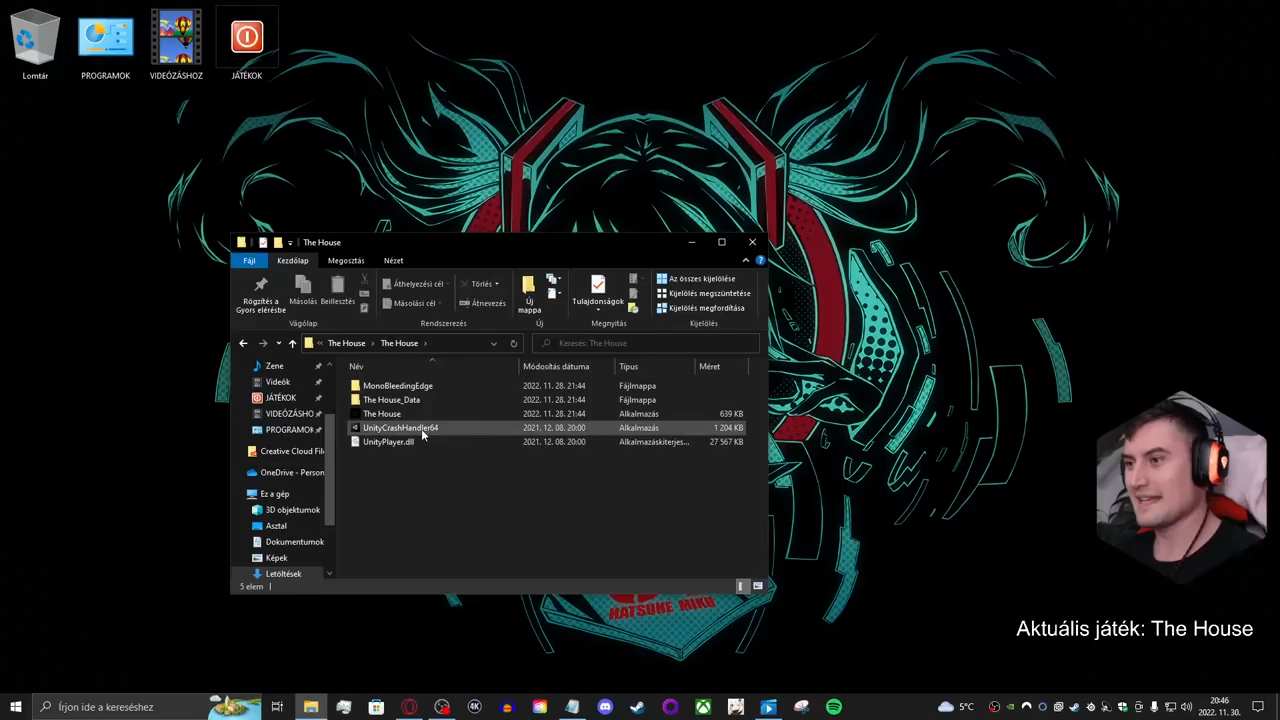 Lomtár
PROGRAMOK
VIDEÓZÁSHOZ
JÁTÉKOK
The House
Fájl
Kezdőlap
Megosztás
Nézet
Rögzítés a Gyors elérésbe
Másolás
Beillesztés
Áthelyezési cél
Másolási cél
Törlés
Átnevezés
Új mappa
Tulajdonságok
Az összes kijelölése
Kijelölés megszüntetése
Kijelölés megfordítása
Vágólap
Rendszerezés
Új
Megnyitás
Kijelölés
The House > The House >
Keresés: The House
Név Módosítás dátuma Típus Méret
MonoBleedingEdge 2022. 11. 28. 21:44 Fájlmappa
The House_Data 2022. 11. 28. 21:44 Fájlmappa
The House 2022. 11. 28. 21:44 Alkalmazás 639 KB
UnityCrashHandler64 2021. 12. 08. 20:00 Alkalmazás 1 204 KB
UnityPlayer.dll 2021. 12. 08. 20:00 Alkalmazáskiterjes... 27 567 KB
Zene
Videók
JÁTÉKOK
VIDEÓZÁSHO
PROGRAMOK
Creative Cloud File
OneDrive - Person
Ez a gép
3D objektumok
Asztal
Dokumentumok
Képek
Letöltések
5 elem
HATSUNE MIKU
Aktuális játék: The House
Írjon ide a kereséshez
4K
5°C
20:46
2022. 11. 30.